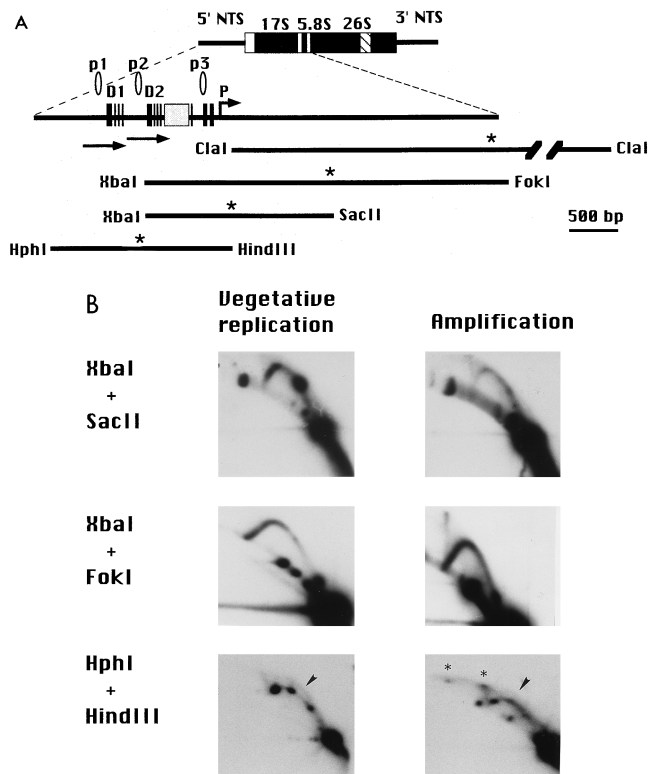 A
5' NTS 17S 5.8S 26S 3' NTS
p1 p2 p3
D1 D2 P
ClaI * ClaI
XbaI * FokI
XbaI * SacII
500 bp
HphI * HindIII
B
Vegetative replication
Amplification
XbaI
+
SacII
XbaI
+
FokI
HphI
+
HindIII
* *